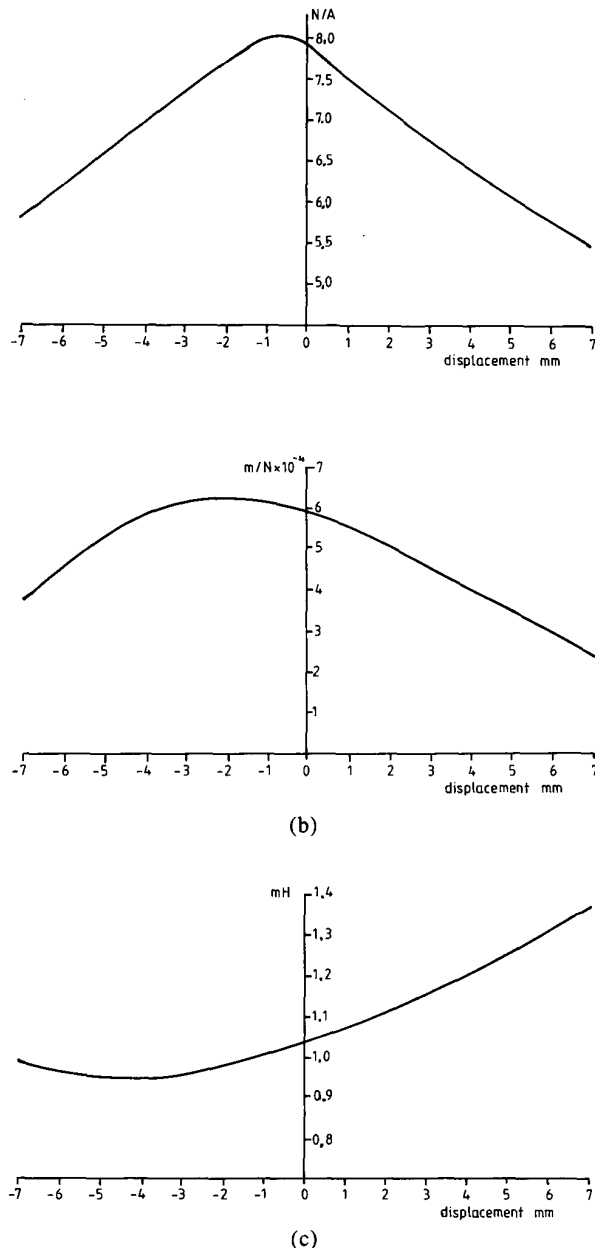 N/A
8,0
7.5
7.0
6,5
6,0
5,5
5,0
-7 -6 -5 -4 -3 -2 -1 0 1 2 3 4 5 6 7
displacement mm
m/N×10⁻⁴
7
6
5
4
3
2
1
-7 -6 -5 -4 -3 -2 -1 0 1 2 3 4 5 6 7
displacement mm
(b)
mH
1.4
1.3
1.2
1.1
1.0
0.9
0,8
-7 -6 -5 -4 -3 -2 -1 0 1 2 3 4 5 6 7
displacement mm
(c)